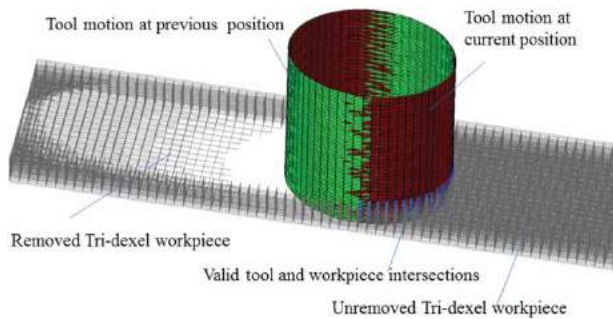 Tool motion at previous position
Tool motion at
current position
Removed Tri-dexel workpiece
Valid tool and workpiece intersections
Unremoved Tri-dexel workpiece